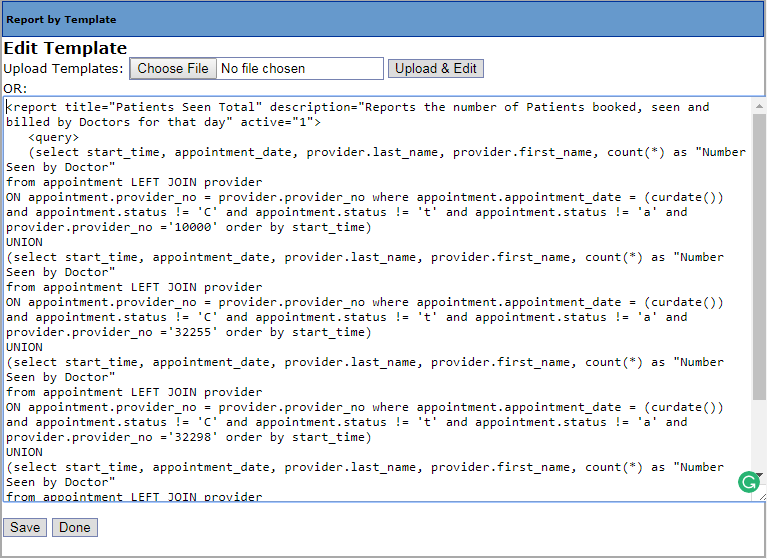 Report by Template
Edit Template
Upload Templates: Choose File No file chosen Upload & Edit
OR:
<report title="Patients Seen Total" description="Reports the number of Patients booked, seen and
billed by Doctors for that day" active="1">
<query>
(select start_time, appointment_date, provider.last_name, provider.first_name, count(*) as "Number
Seen by Doctor"
from appointment LEFT JOIN provider
ON appointment.provider_no = provider.provider_no where appointment.appointment_date = (curdate())
and appointment.status != 'C' and appointment.status != 't' and appointment.status != 'a' and
provider.provider_no ='10000' order by start_time)
UNION
(select start_time, appointment_date, provider.last_name, provider.first_name, count(*) as "Number
Seen by Doctor"
from appointment LEFT JOIN provider
ON appointment.provider_no = provider.provider_no where appointment.appointment_date = (curdate())
and appointment.status != 'C' and appointment.status != 't' and appointment.status != 'a' and
provider.provider_no ='32255' order by start_time)
UNION
(select start_time, appointment_date, provider.last_name, provider.first_name, count(*) as "Number
Seen by Doctor"
from appointment LEFT JOIN provider
ON appointment.provider_no = provider.provider_no where appointment.appointment_date = (curdate())
and appointment.status != 'C' and appointment.status != 't' and appointment.status != 'a' and
provider.provider_no ='32298' order by start_time)
UNION
(select start_time, appointment_date, provider.last_name, provider.first_name, count(*) as "Number
Seen by Doctor"
from appointment LEFT JOIN provider
Save Done